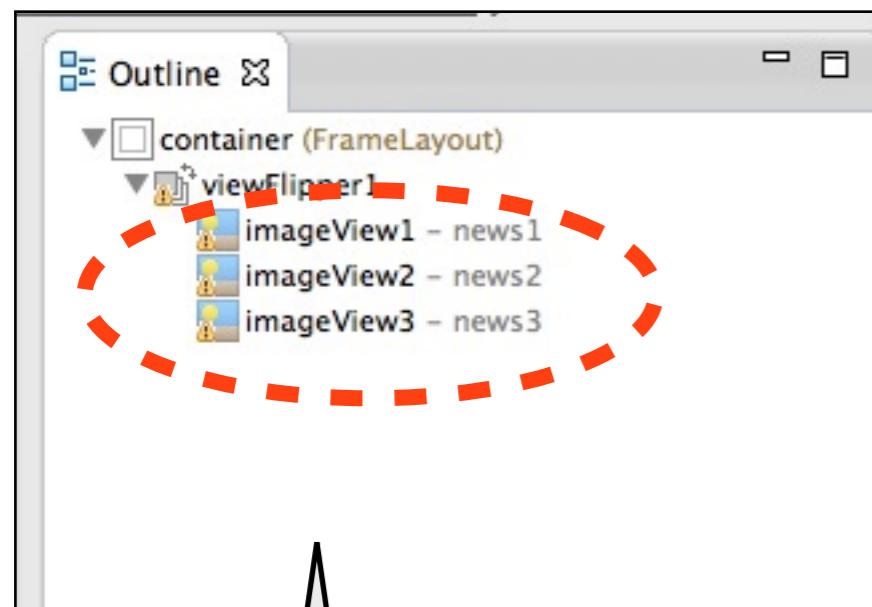 Outline
container (FrameLayout)
viewFlipper1
imageView1 – news1
imageView2 – news2
imageView3 – news3